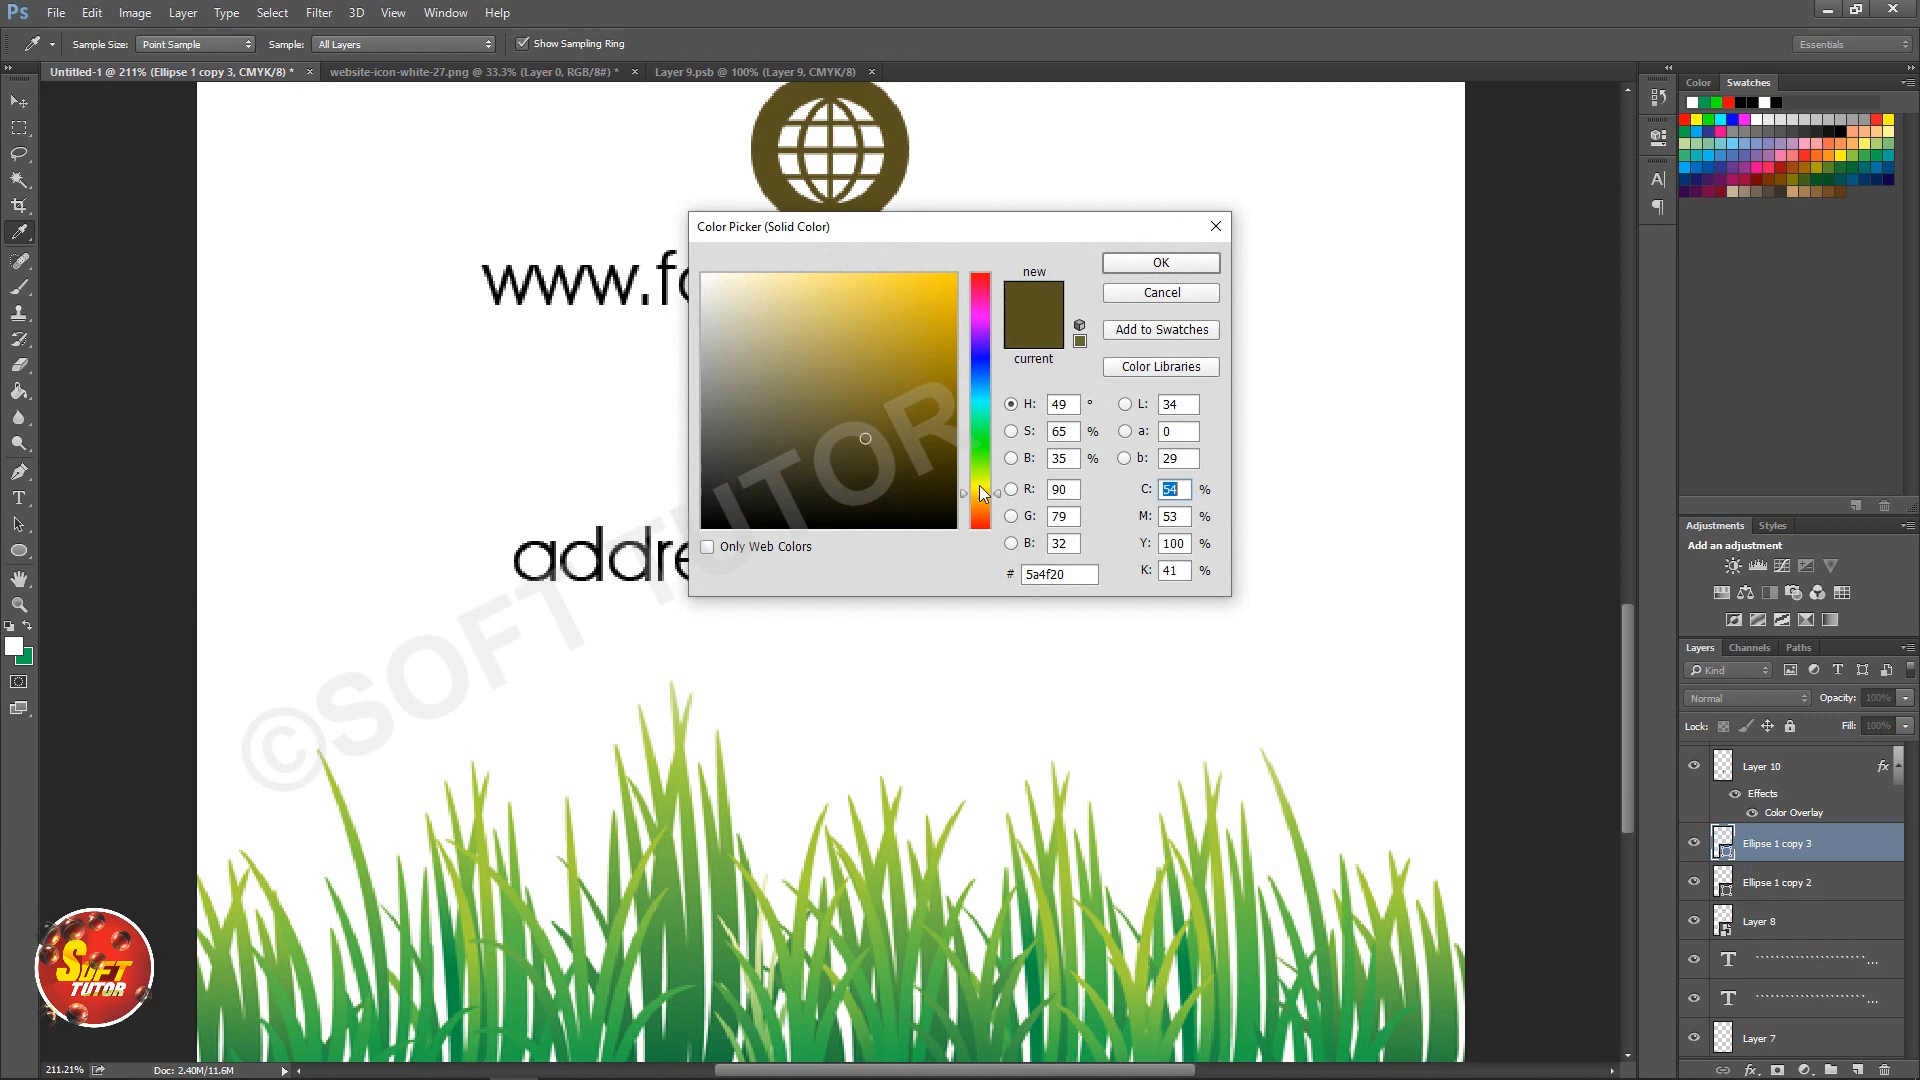 Ps File Edit Image Layer Type Select Filter 3D View Window Help
Sample Size: Point Sample Sample: All Layers Show Sampling Ring Essentials
Untitled-1 @ 211% (Ellipse 1 copy 3, CMYK/8) * × website-icon-white-27.png @ 33.3% (Layer 0, RGB/8#) * × Layer 9.psb @ 100% (Layer 9, CMYK/8) ×
Color Swatches
Color Picker (Solid Color)
www.fo
new
current
OK
Cancel
Add to Swatches
Color Libraries
H: 49 ° L: 34
S: 65 % a: 0
B: 35 % b: 29
R: 90 C: 54 %
G: 79 M: 53 %
B: 32 Y: 100 %
# 5a4f20 K: 41 %
Only Web Colors
addre
©SOFT TUTOR
SOFT
TUTOR
Adjustments Styles
Add an adjustment
Layers Channels Paths
Kind
Normal Opacity: 100%
Lock: Fill: 100%
Layer 10 fx
Effects
Color Overlay
Ellipse 1 copy 3
Ellipse 1 copy 2
Layer 8
T ...
T ...
Layer 7
211.21% Doc: 2.40M/11.6M
fx